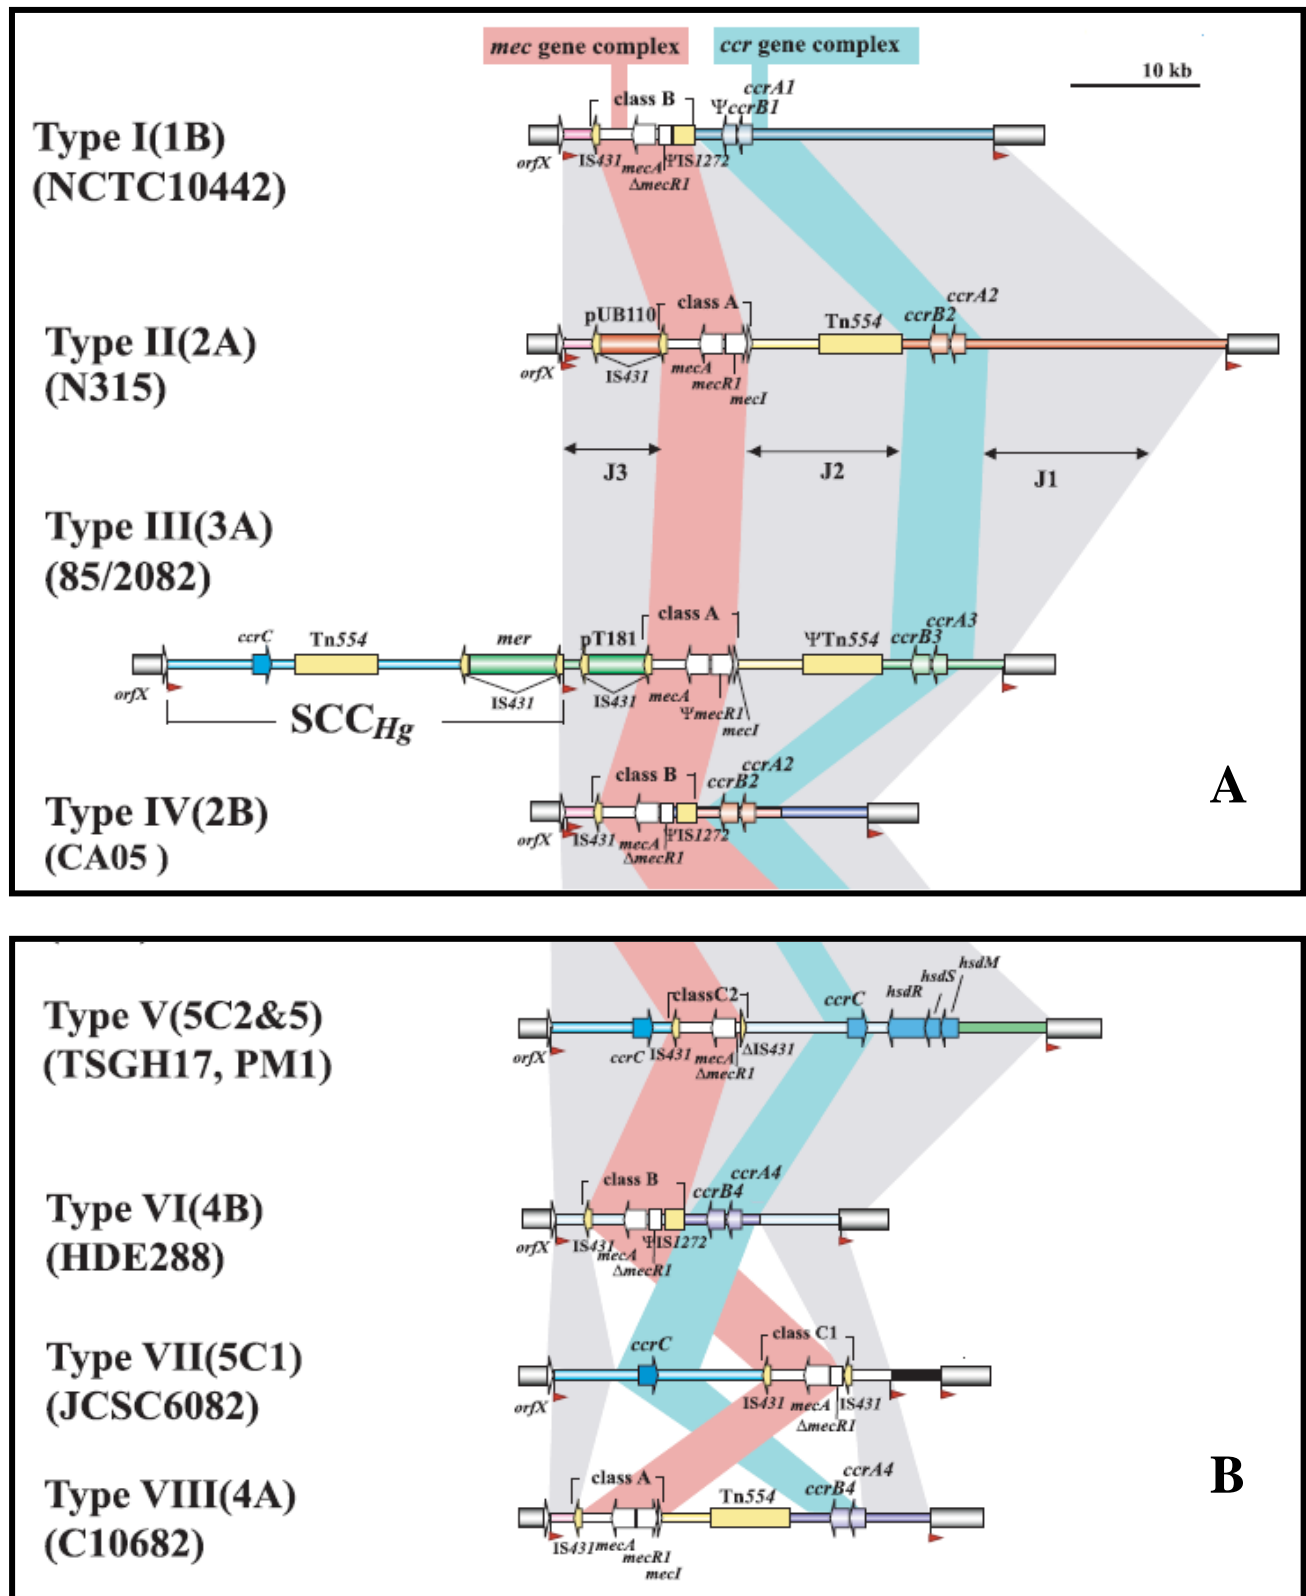 mec gene complex
ccr gene complex
10 kb
Type I(1B)
(NCTC10442)
class B
ccrA1
ΨccrB1
orfX
IS431
mecA
ΨIS1272
ΔmecR1
Type II(2A)
(N315)
pUB110
class A
Tn554
ccrB2
ccrA2
orfX
IS431
mecA
mecR1
mecI
J3
J2
J1
Type III(3A)
(85/2082)
ccrC
Tn554
mer
pT181
class A
ΨTn554
ccrB3
ccrA3
orfX
IS431
IS431
mecA
ΨmecR1
mecI
SCCHg
Type IV(2B)
(CA05 )
class B
ccrB2
ccrA2
orfX
IS431
mecA
ΨIS1272
ΔmecR1
A
Type V(5C2&5)
(TSGH17, PM1)
classC2
ccrC
hsdR
hsdS
hsdM
orfX
ccrC
IS431
mecA
ΔIS431
ΔmecR1
Type VI(4B)
(HDE288)
class B
ccrB4
ccrA4
orfX
IS431
mecA
ΨIS1272
ΔmecR1
Type VII(5C1)
(JCSC6082)
ccrC
class C1
orfX
IS431
mecA
IS431
ΔmecR1
Type VIII(4A)
(C10682)
class A
Tn554
ccrB4
ccrA4
IS431
mecA
mecR1
mecI
B